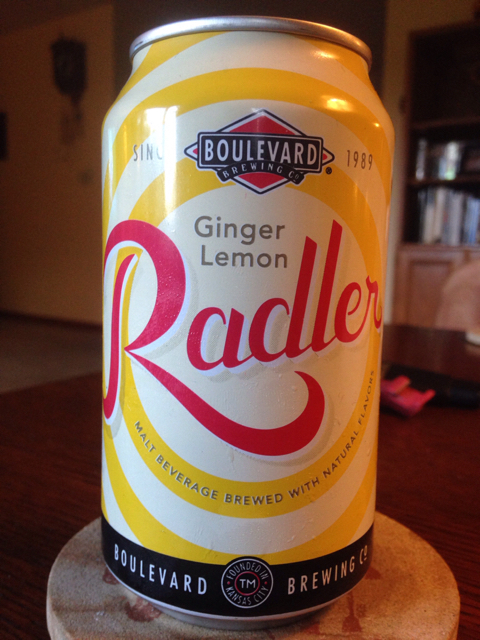 SINC
BOULEVARD
BREWING Co
®
1989
Ginger
Lemon
Radler
MALT BEVERAGE BREWED WITH NATURAL FLAVORS
BOULEVARD
FOUNDED IN
TM
KANSAS CITY
BREWING Co